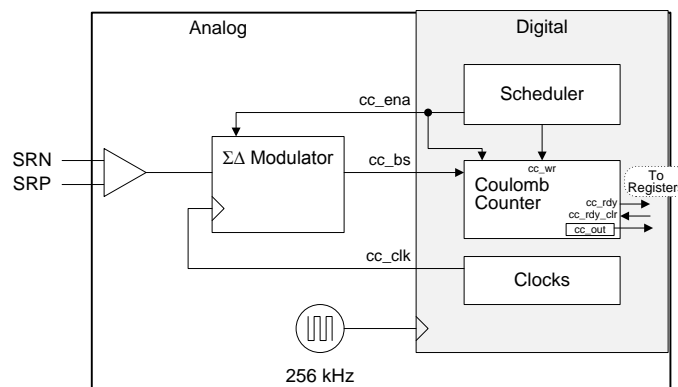 Analog
Digital
cc_ena
Scheduler
SRN
SRP
ΣΔ Modulator
cc_bs
cc_wr
Coulomb
Counter
To
Registers
cc_rdy
cc_rdy_clr
cc_out
cc_clk
Clocks
256 kHz